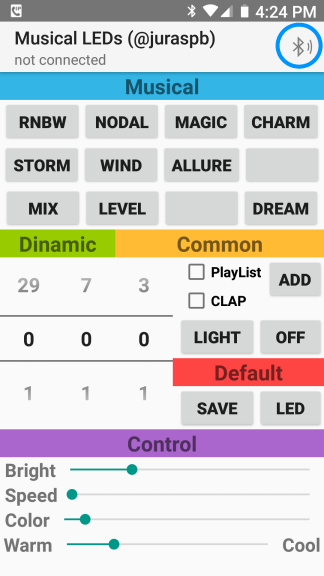 4:24 PM
Musical LEDs (@juraspb)
not connected
Musical
RNBW NODAL MAGIC CHARM
STORM WIND ALLURE
MIX LEVEL DREAM
Dinamic Common
29 7 3
PlayList
ADD
CLAP
0 0 0
LIGHT OFF
Default
1 1 1
SAVE LED
Control
Bright
Speed
Color
Warm Cool